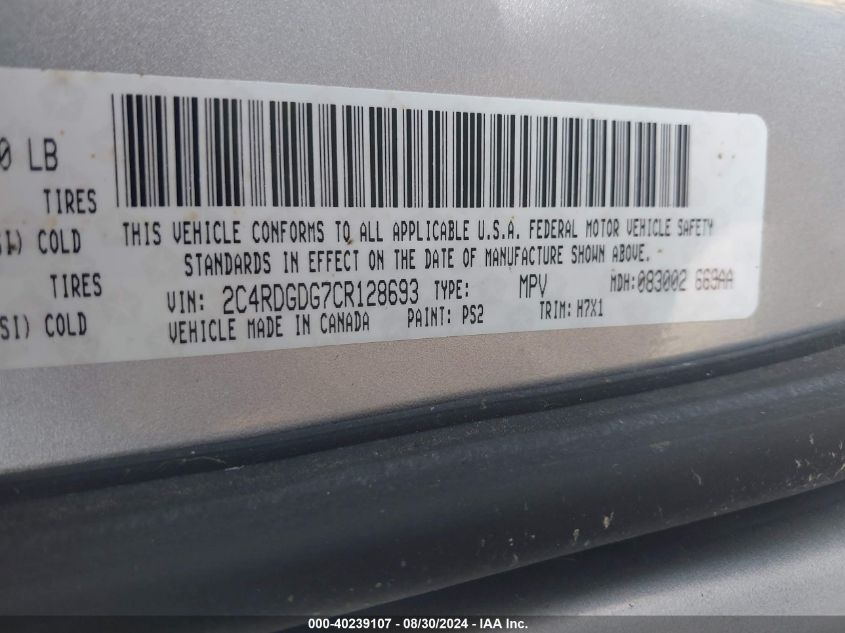 0 LB
TIRES
SI) COLD
TIRES
SI) COLD
THIS VEHICLE CONFORMS TO ALL APPLICABLE U.S.A. FEDERAL MOTOR VEHICLE SAFETY
STANDARDS IN EFFECT ON THE DATE OF MANUFACTURE SHOWN ABOVE.
VIN: 2C4RDGDG7CR128693 TYPE: MPV MDH: 083002 669AA
VEHICLE MADE IN CANADA PAINT: PS2 TRIM: H7X1
000-40239107 - 08/30/2024 - IAA Inc.